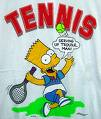 TENNIS
SERVING
UP TROUBLE,
MAN!